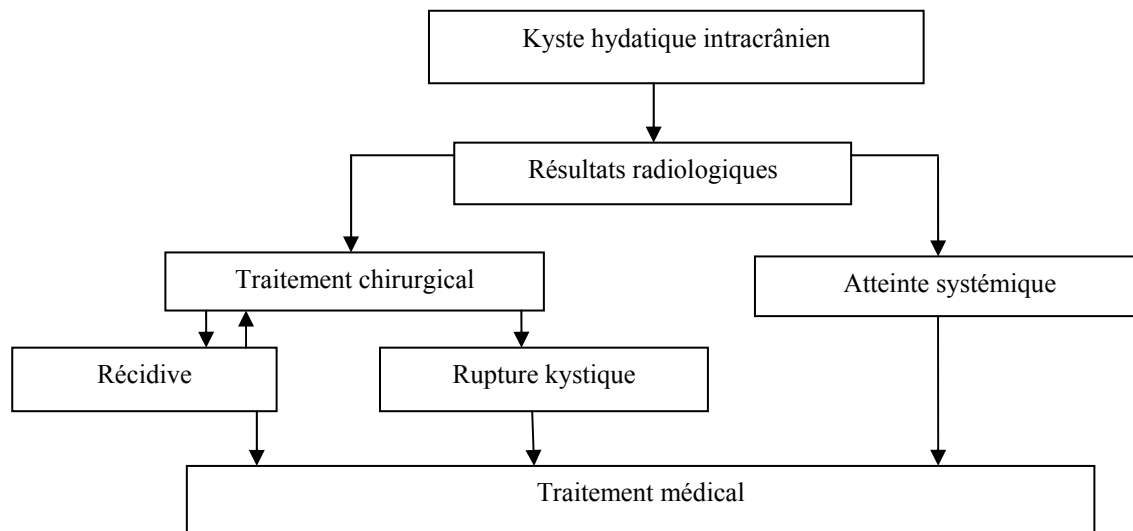 Kyste hydatique intracrânien
Résultats radiologiques
Traitement chirurgical
Atteinte systémique
Récidive
Rupture kystique
Traitement médical